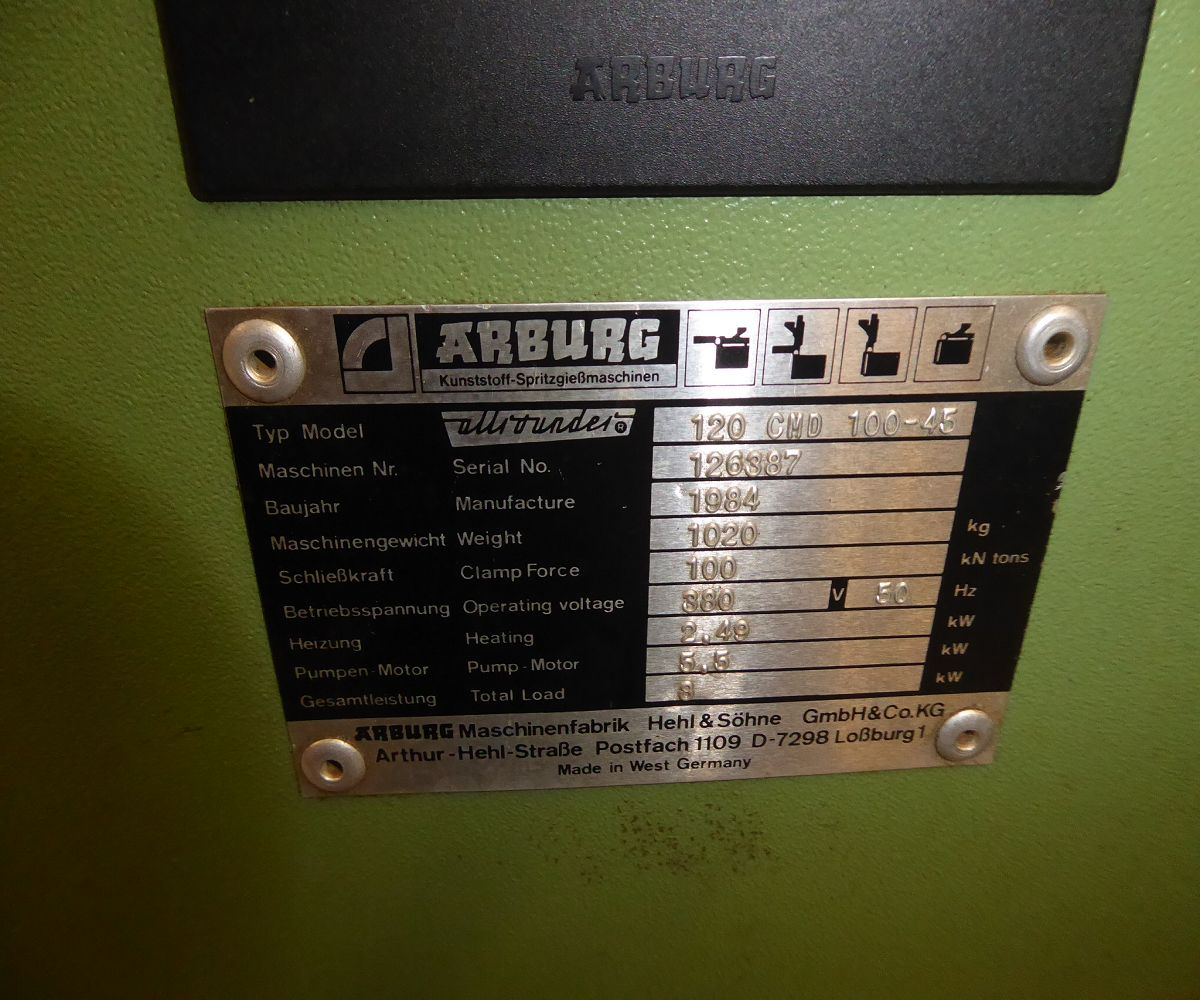 ARBURG
ARBURG
Kunststoff-Spritzgießmaschinen
Typ Model allrounder® 120 CMD 100-45
Maschinen Nr. Serial No. 126387
Baujahr Manufacture 1984
Maschinengewicht Weight 1020 kg
Schließkraft Clamp Force 100 kN tons
Betriebsspannung Operating voltage 380 V 50 Hz
Heizung Heating 2.49 kW
Pumpen-Motor Pump-Motor 5,5 kW
Gesamtleistung Total Load 8 kW
ARBURG Maschinenfabrik Hehl & Söhne GmbH & Co. KG
Arthur-Hehl-Straße Postfach 1109 D-7298 Loßburg 1
Made in West Germany